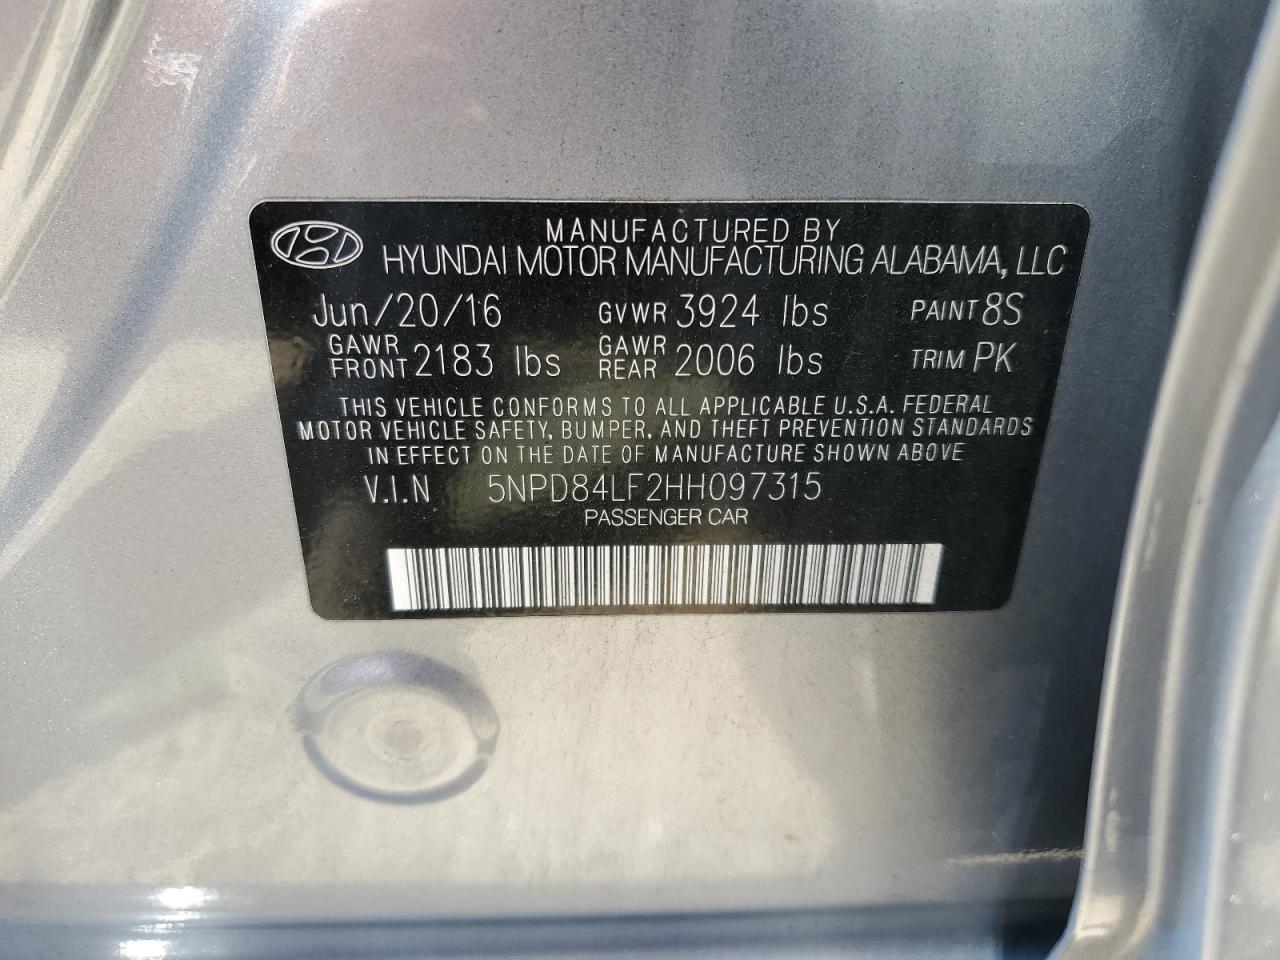 MANUFACTURED BY
HYUNDAI MOTOR MANUFACTURING ALABAMA, LLC
Jun/20/16 GVWR 3924 lbs PAINT 8S
GAWR FRONT 2183 lbs GAWR REAR 2006 lbs TRIM PK
THIS VEHICLE CONFORMS TO ALL APPLICABLE U.S.A. FEDERAL
MOTOR VEHICLE SAFETY, BUMPER, AND THEFT PREVENTION STANDARDS
IN EFFECT ON THE DATE OF MANUFACTURE SHOWN ABOVE
V.I.N 5NPD84LF2HH097315
PASSENGER CAR